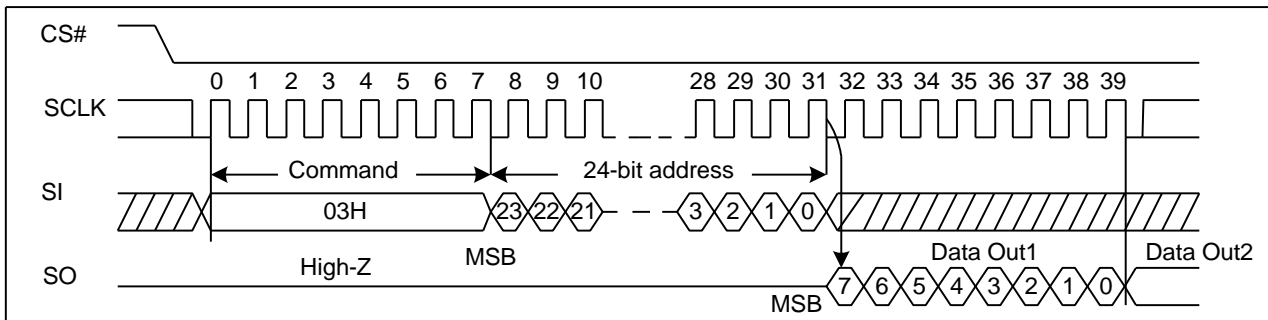 CS#
0 1 2 3 4 5 6 7 8 9 10 28 29 30 31 32 33 34 35 36 37 38 39
SCLK
Command 24-bit address
SI
03H 23 22 21 3 2 1 0
High-Z MSB Data Out1 Data Out2
SO
MSB 7 6 5 4 3 2 1 0